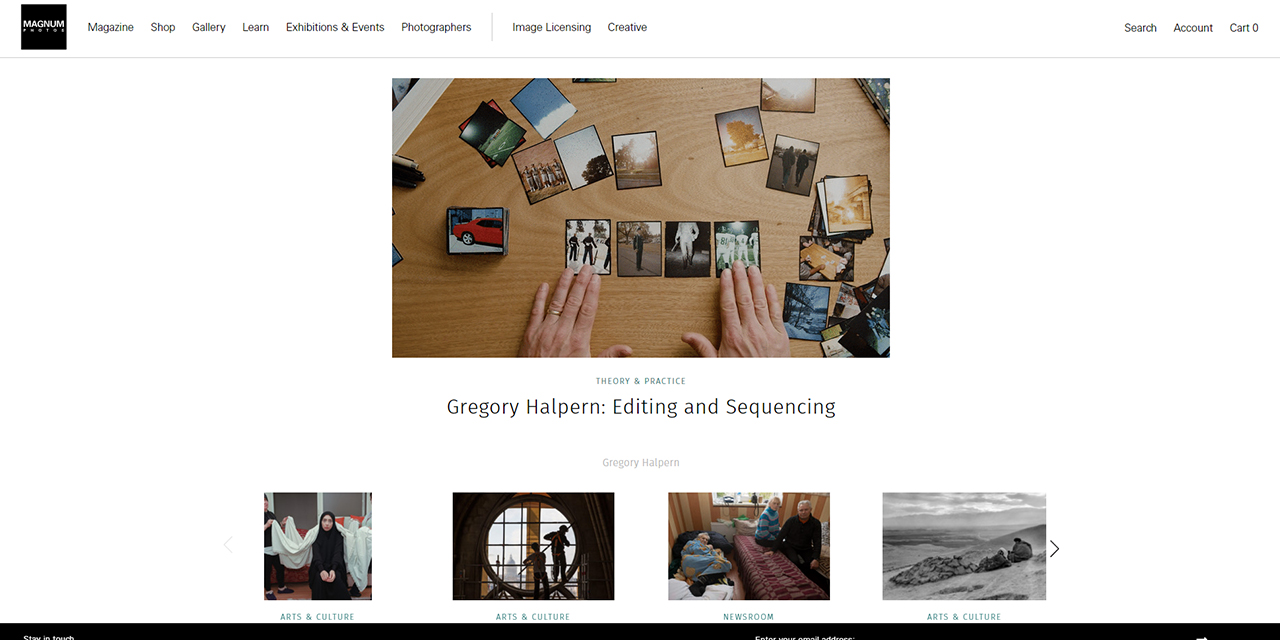 MAGNUM
PHOTOS
Magazine Shop Gallery Learn Exhibitions & Events Photographers Image Licensing Creative Search Account Cart 0
THEORY & PRACTICE
Gregory Halpern: Editing and Sequencing
Gregory Halpern
ARTS & CULTURE ARTS & CULTURE NEWSROOM ARTS & CULTURE
Stay in touch Enter your email address: